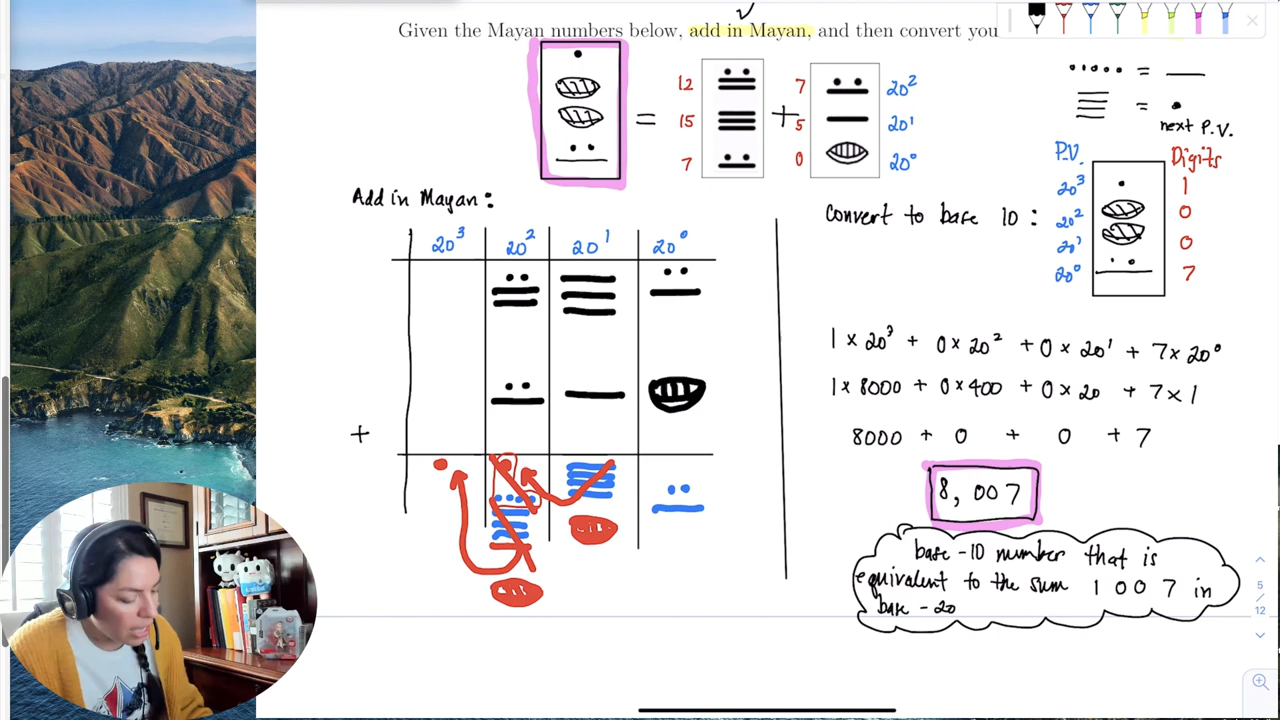 Given the Mayan numbers below, add in Mayan, and then convert you
12
15
7
=
+
7
5
0
20²
20¹
20⁰
=
=
next P.V.
Add in Mayan:
20³ 20² 20¹ 20⁰
+
Convert to base 10:
P.V. Digits
20³ 1
20² 0
20¹ 0
20⁰ 7
1 × 20³ + 0 × 20² + 0 × 20¹ + 7 × 20⁰
1 × 8000 + 0 × 400 + 0 × 20 + 7 × 1
8000 + 0 + 0 + 7
8,007
base-10 number that is
equivalent to the sum 1 0 0 7 in
base-20
5
/
12